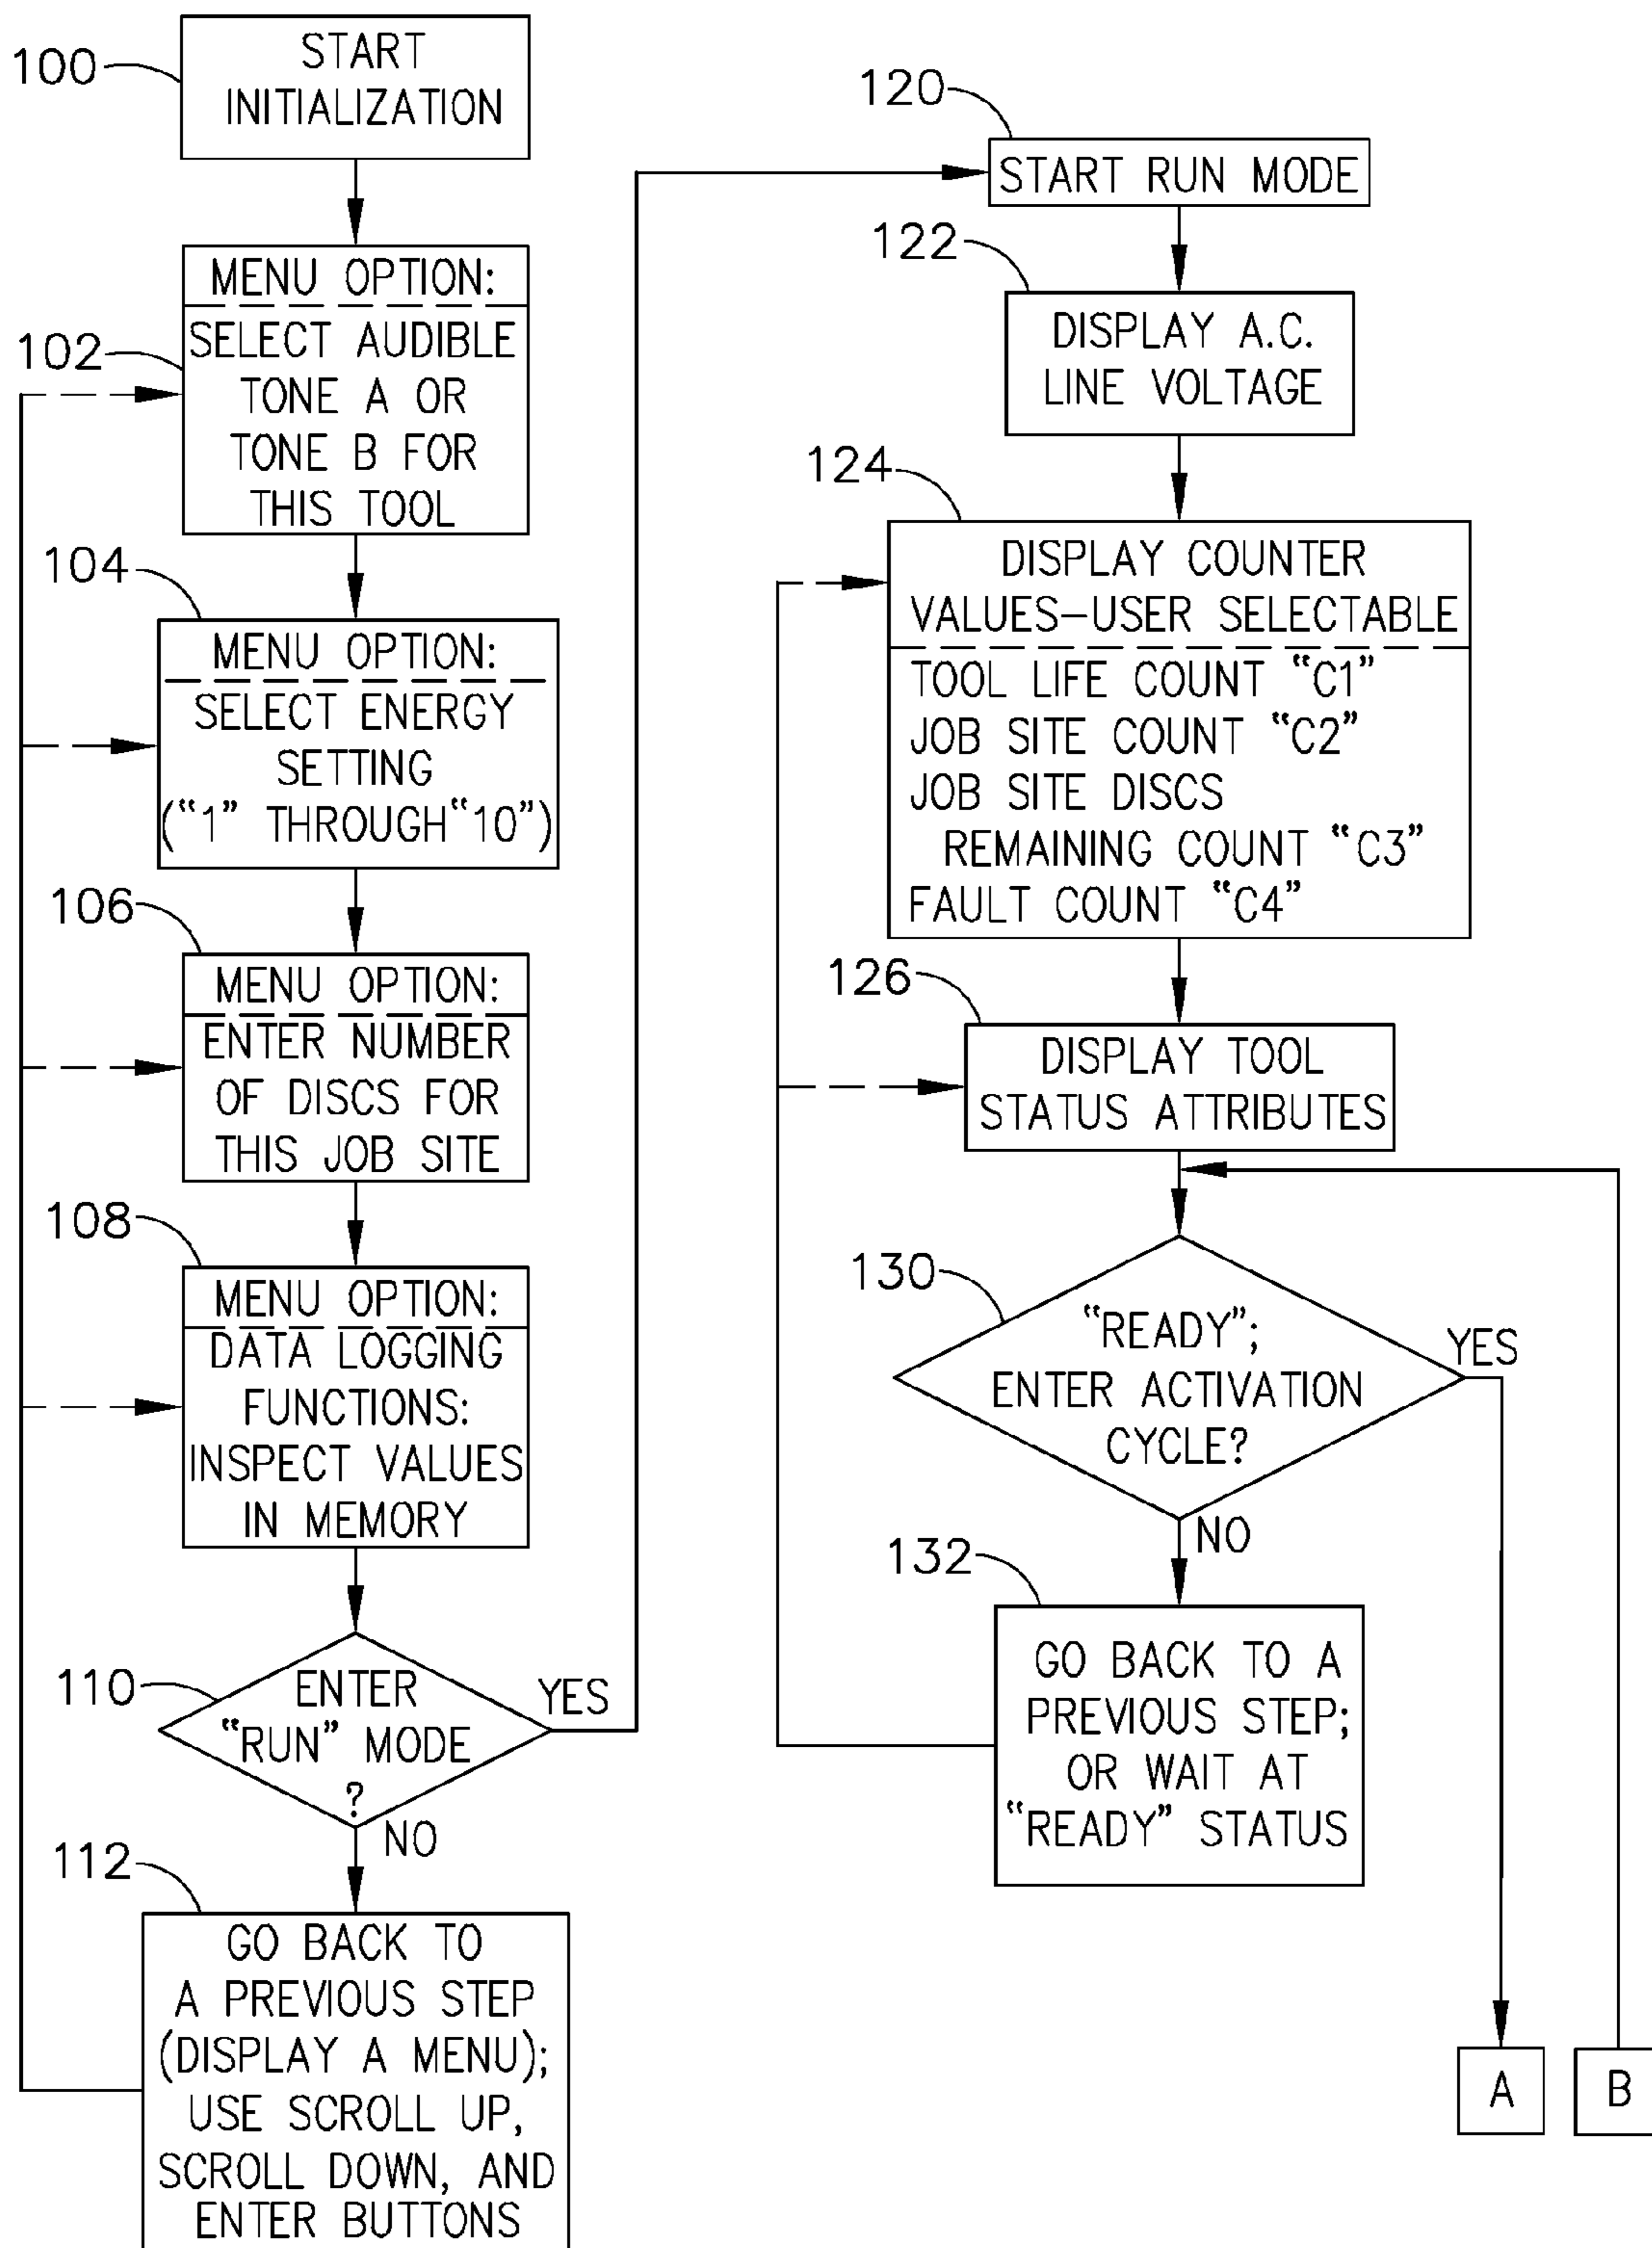 100
START
INITIALIZATION
102
MENU OPTION:
SELECT AUDIBLE
TONE A OR
TONE B FOR
THIS TOOL
104
MENU OPTION:
SELECT ENERGY
SETTING
(“1” THROUGH“10”)
106
MENU OPTION:
ENTER NUMBER
OF DISCS FOR
THIS JOB SITE
108
MENU OPTION:
DATA LOGGING
FUNCTIONS:
INSPECT VALUES
IN MEMORY
110
ENTER
“RUN” MODE
?
YES
NO
112
GO BACK TO
A PREVIOUS STEP
(DISPLAY A MENU);
USE SCROLL UP,
SCROLL DOWN, AND
ENTER BUTTONS
120
START RUN MODE
122
DISPLAY A.C.
LINE VOLTAGE
124
DISPLAY COUNTER
VALUES–USER SELECTABLE
TOOL LIFE COUNT “C1”
JOB SITE COUNT “C2”
JOB SITE DISCS
REMAINING COUNT “C3”
FAULT COUNT “C4”
126
DISPLAY TOOL
STATUS ATTRIBUTES
130
“READY”;
ENTER ACTIVATION
CYCLE?
YES
NO
132
GO BACK TO A
PREVIOUS STEP;
OR WAIT AT
“READY” STATUS
A
B